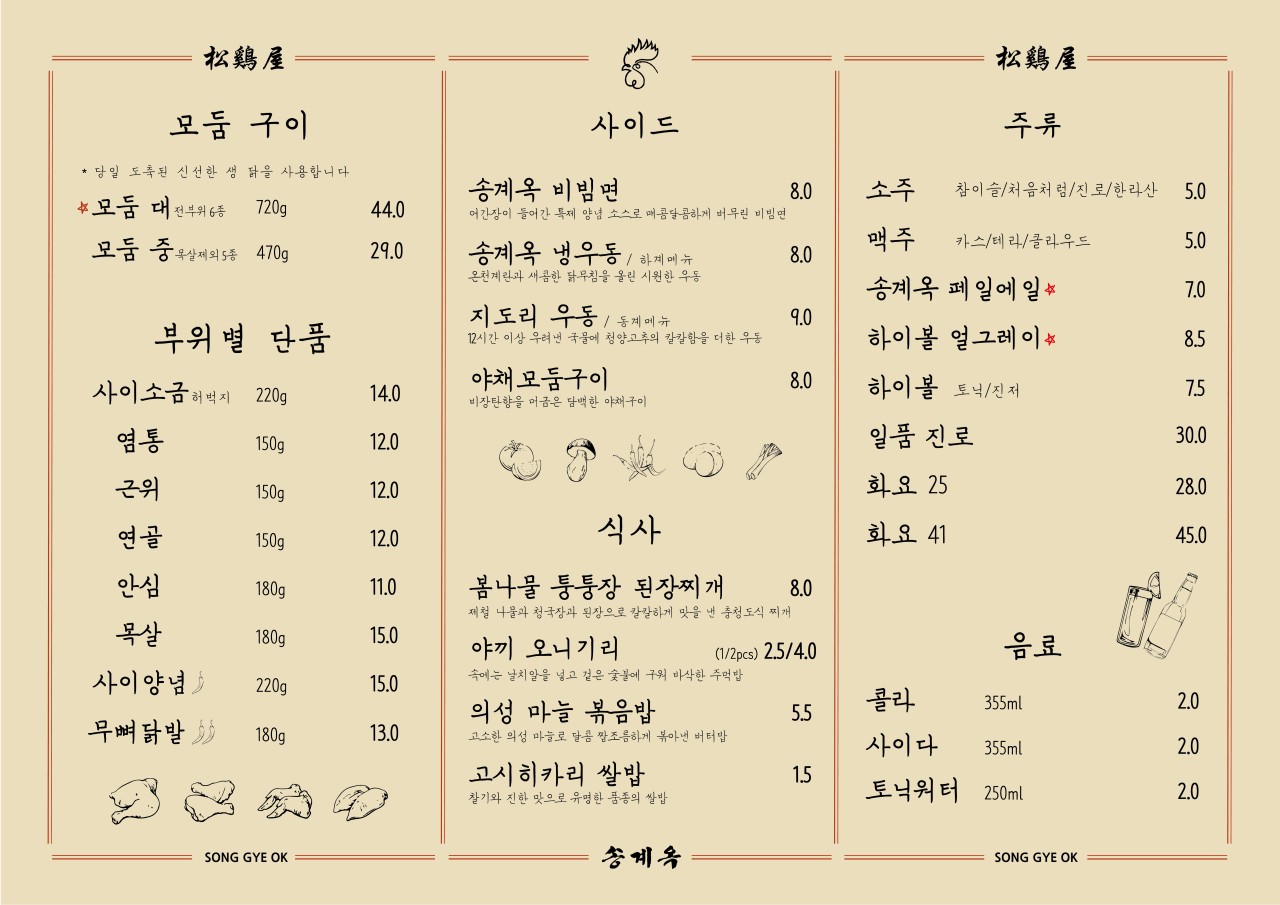 松鷄屋
모둠 구이
* 당일 도축된 신선한 생 닭을 사용합니다
모둠 대 전부위 6종 720g 44.0
모둠 중 목살제외 5종 470g 29.0
부위별 단품
사이소금 허벅지 220g 14.0
염통 150g 12.0
근위 150g 12.0
연골 150g 12.0
안심 180g 11.0
목살 180g 15.0
사이양념 220g 15.0
무뼈닭발 180g 13.0
SONG GYE OK
사이드
송계옥 비빔면 8.0
어간장이 들어간 특제 양념 소스로 매콤달콤하게 버무린 비빔면
송계옥 냉우동 / 하계메뉴 8.0
온천계란과 새콤한 닭무침을 올린 시원한 우동
지도리 우동 / 동계메뉴 9.0
12시간 이상 우려낸 국물에 청양고추의 칼칼함을 더한 우동
야채모둠구이 8.0
비장탄향을 머금은 담백한 야채구이
식사
봄나물 퉁퉁장 된장찌개 8.0
제철 나물과 청국장과 된장으로 칼칼하게 맛을 낸 충청도식 찌개
야끼 오니기리 (1/2pcs) 2.5/4.0
속에는 날치알을 넣고 겉은 숯불에 구워 바삭한 주먹밥
의성 마늘 볶음밥 5.5
고소한 의성 마늘로 달콤 짭조름하게 볶아낸 버터밥
고시히카리 쌀밥 1.5
찰기와 진한 맛으로 유명한 품종의 쌀밥
송계옥
松鷄屋
주류
소주 참이슬/처음처럼/진로/한라산 5.0
맥주 카스/테라/클라우드 5.0
송계옥 페일에일 7.0
하이볼 얼그레이 8.5
하이볼 토닉/진저 7.5
일품 진로 30.0
화요 25 28.0
화요 41 45.0
음료
콜라 355ml 2.0
사이다 355ml 2.0
토닉워터 250ml 2.0
SONG GYE OK